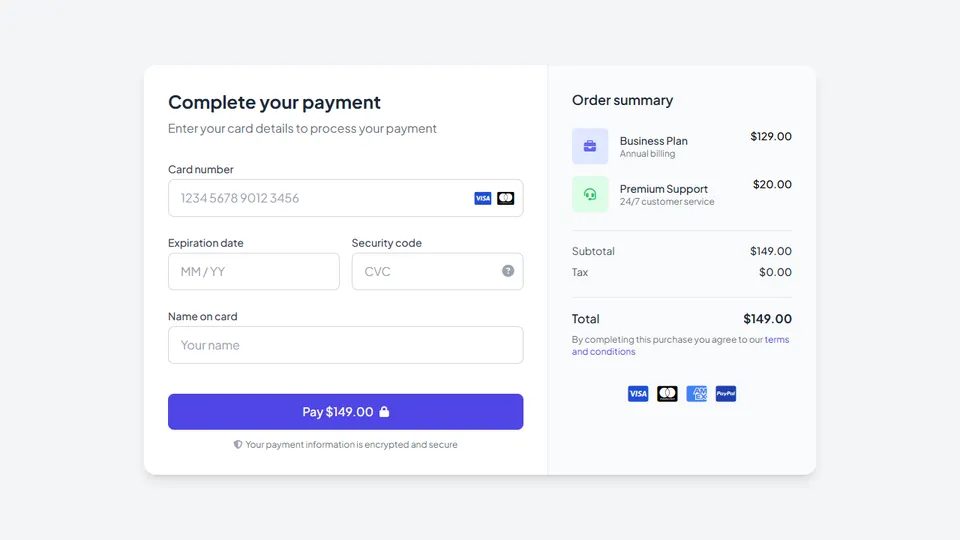 Complete your payment
Enter your card details to process your payment
Card number
1234 5678 9012 3456
VISA
Expiration date
Security code
MM / YY
CVC
?
Name on card
Your name
Pay $149.00
Your payment information is encrypted and secure
Order summary
Business Plan
$129.00
Annual billing
Premium Support
$20.00
24/7 customer service
Subtotal
$149.00
Tax
$0.00
Total
$149.00
By completing this purchase you agree to our terms
and conditions
VISA
AM
EX
PayPal